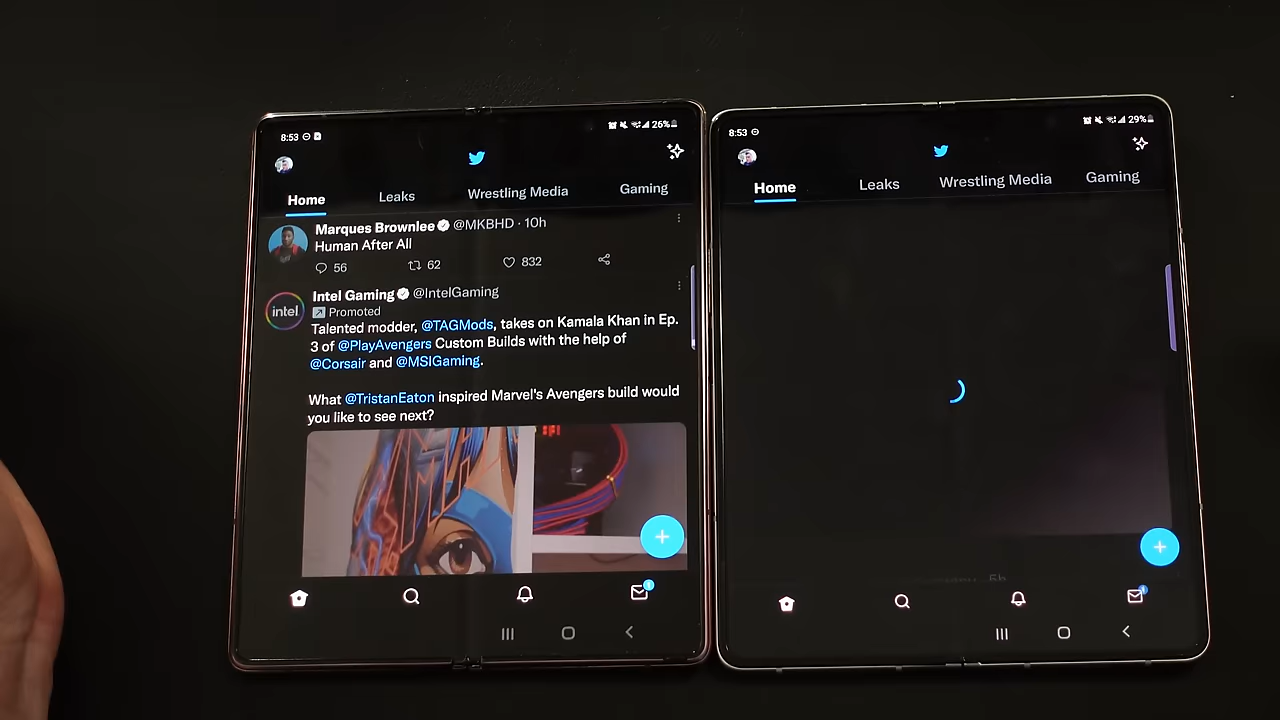 8:53
26%
Home
Leaks
Wrestling Media
Gaming
Marques Brownlee @MKBHD · 10h
Human After All
56
62
832
Intel Gaming @IntelGaming
intel
Promoted
Talented modder, @TAGMods, takes on Kamala Khan in Ep.
3 of @PlayAvengers Custom Builds with the help of
@Corsair and @MSIGaming.
What @TristanEaton inspired Marvel's Avengers build would
you like to see next?
+
1
8:53
29%
Home
Leaks
Wrestling Media
Gaming
+